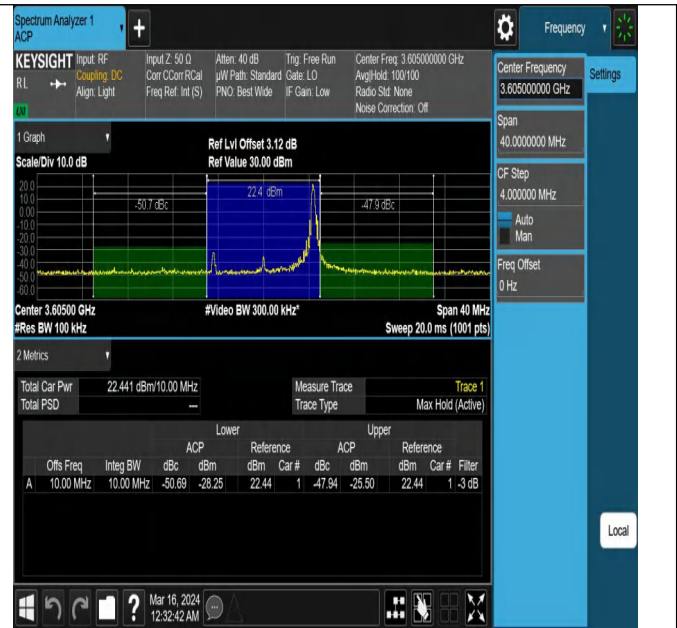 Spectrum Analyzer 1
ACP
+
Frequency
KEYSIGHT Input: RF Input Z: 50 Ω Atten: 40 dB Trig: Free Run Center Freq: 3.605000000 GHz
RL Coupling: DC Corr CCorr RCal µW Path: Standard Gate: LO Avg|Hold: 100/100
Align: Light Freq Ref: Int (S) PNO: Best Wide IF Gain: Low Radio Std: None
Noise Correction: Off
Center Frequency
3.605000000 GHz
Settings
Span
40.0000000 MHz
CF Step
4.000000 MHz
Auto
Man
Freq Offset
0 Hz
Local
1 Graph
Scale/Div 10.0 dB
Ref Lvl Offset 3.12 dB
Ref Value 30.00 dBm
20.0
10.0
0.00
-10.0
-20.0
-30.0
-40.0
-50.0
-60.0
-50.7 dBc
22.4 dBm
-47.9 dBc
Center 3.60500 GHz #Video BW 300.00 kHz* Span 40 MHz
#Res BW 100 kHz Sweep 20.0 ms (1001 pts)
2 Metrics
Total Car Pwr 22.441 dBm/10.00 MHz Measure Trace Trace 1
Total PSD --- Trace Type Max Hold (Active)
Lower Upper
ACP Reference ACP Reference
Offs Freq Integ BW dBc dBm dBm Car # dBc dBm dBm Car # Filter
A 10.00 MHz 10.00 MHz -50.69 -28.25 22.44 1 -47.94 -25.50 22.44 1 -3 dB
? Mar 16, 2024
12:32:42 AM